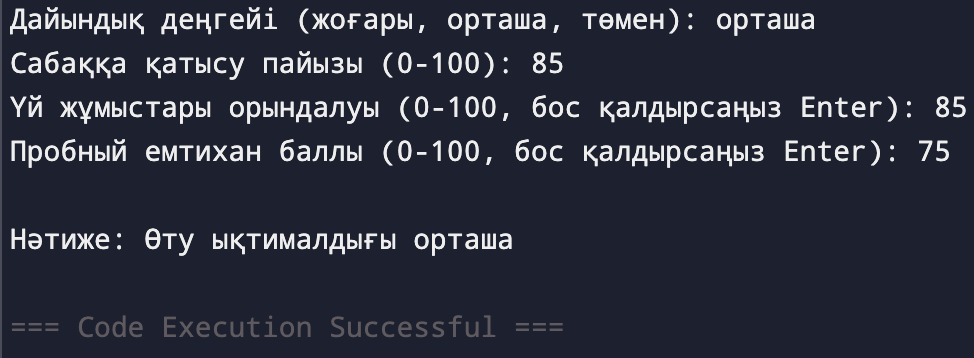 Дайындық деңгейі (жоғары, орташа, төмен): орташа
Сабаққа қатысу пайызы (0-100): 85
Үй жұмыстары орындалуы (0-100, бос қалдырсаңыз Enter): 85
Пробный емтихан баллы (0-100, бос қалдырсаңыз Enter): 75
Нәтиже: Өту ықтималдығы орташа
=== Code Execution Successful ===